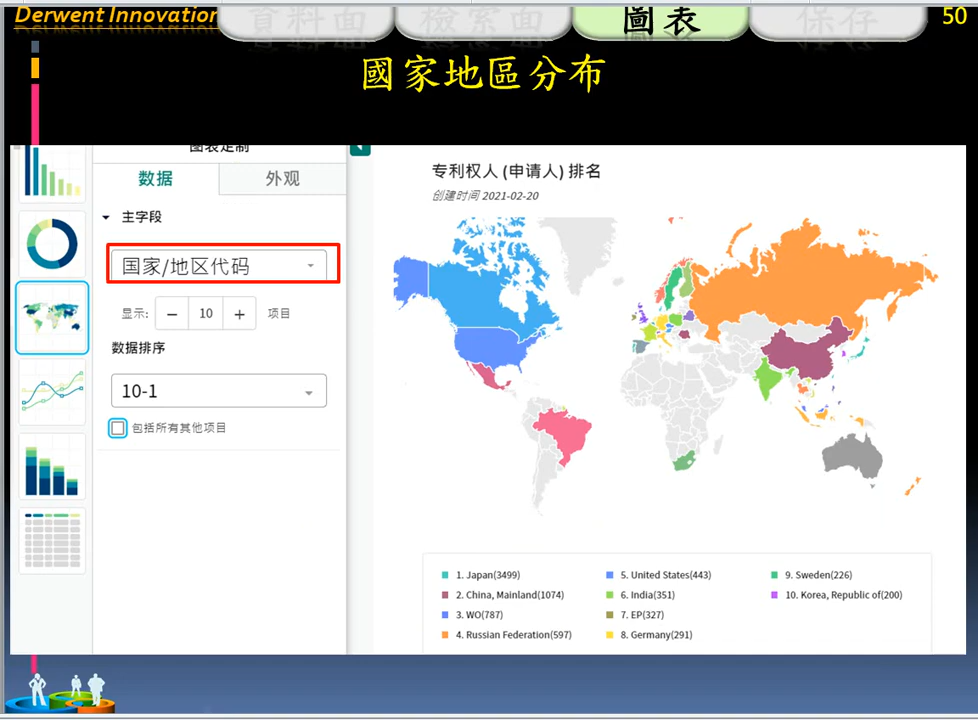 Derwent Innovation
資料面
檢索面
圖表
保存
50
國家地區分布
图表定制
数据
外观
主字段
国家/地区代码
显示:
10
项目
数据排序
10-1
包括所有其他项目
专利权人 (申请人) 排名
创建时间 2021-02-20
1. Japan(3499)
2. China, Mainland(1074)
3. WO(787)
4. Russian Federation(597)
5. United States(443)
6. India(351)
7. EP(327)
8. Germany(291)
9. Sweden(226)
10. Korea, Republic of(200)